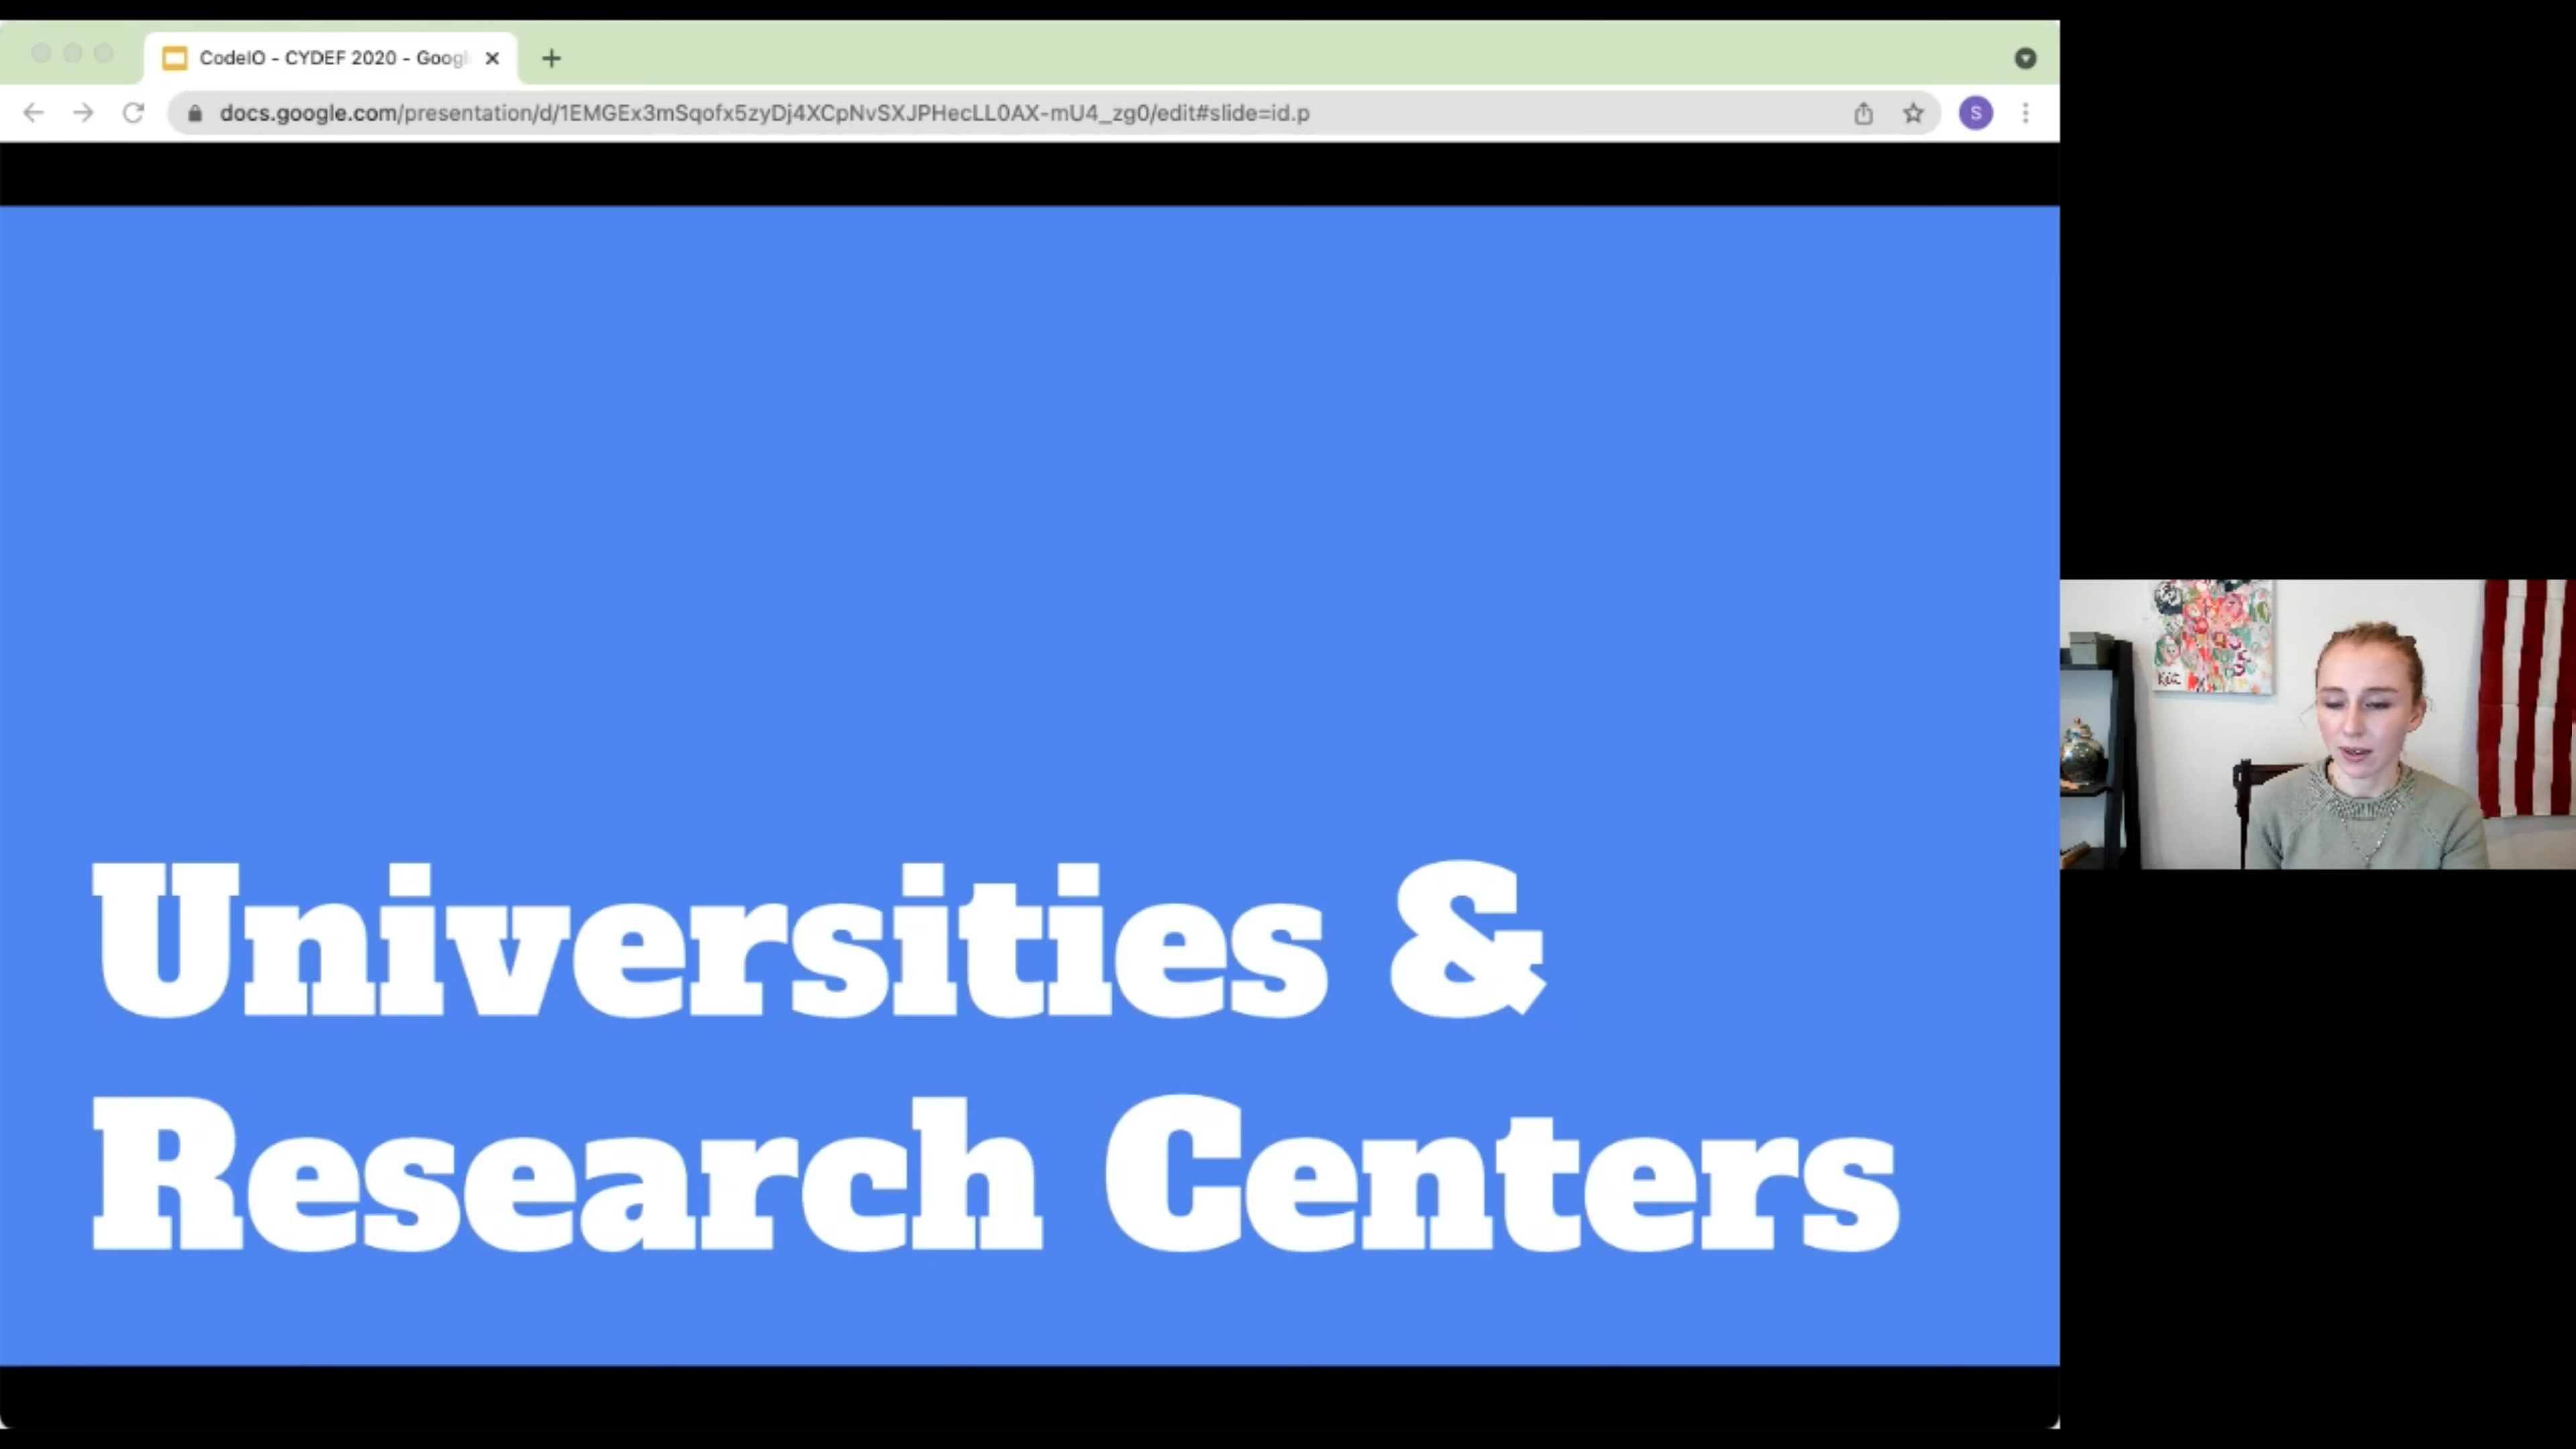 CodeIO - CYDEF 2020 - Googl
docs.google.com/presentation/d/1EMGEx3mSqofx5zyDj4XCpNvSXJPHecLL0AX-mU4_zg0/edit#slide=id.p
S
Universities &
Research Centers